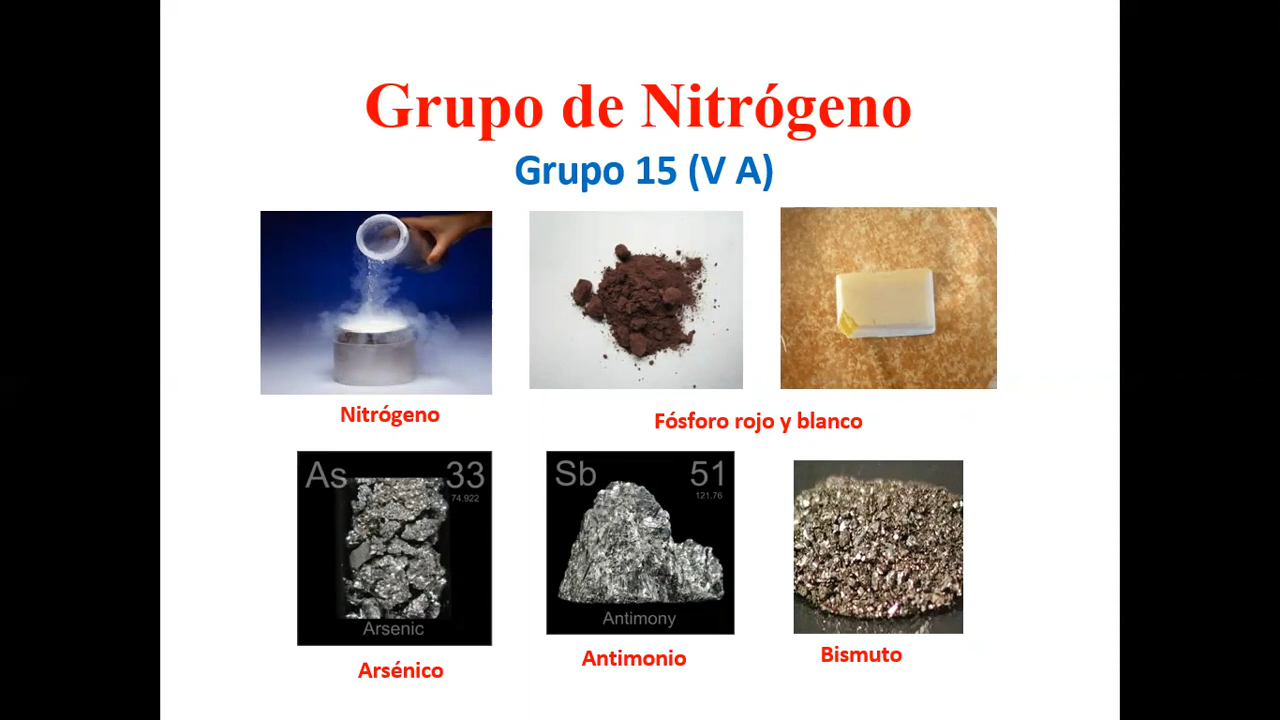 Grupo de Nitrógeno
Grupo 15 (V A)
Nitrógeno
Fósforo rojo y blanco
As 33
74.922
Arsenic
Sb 51
121.76
Antimony
Arsénico
Antimonio
Bismuto